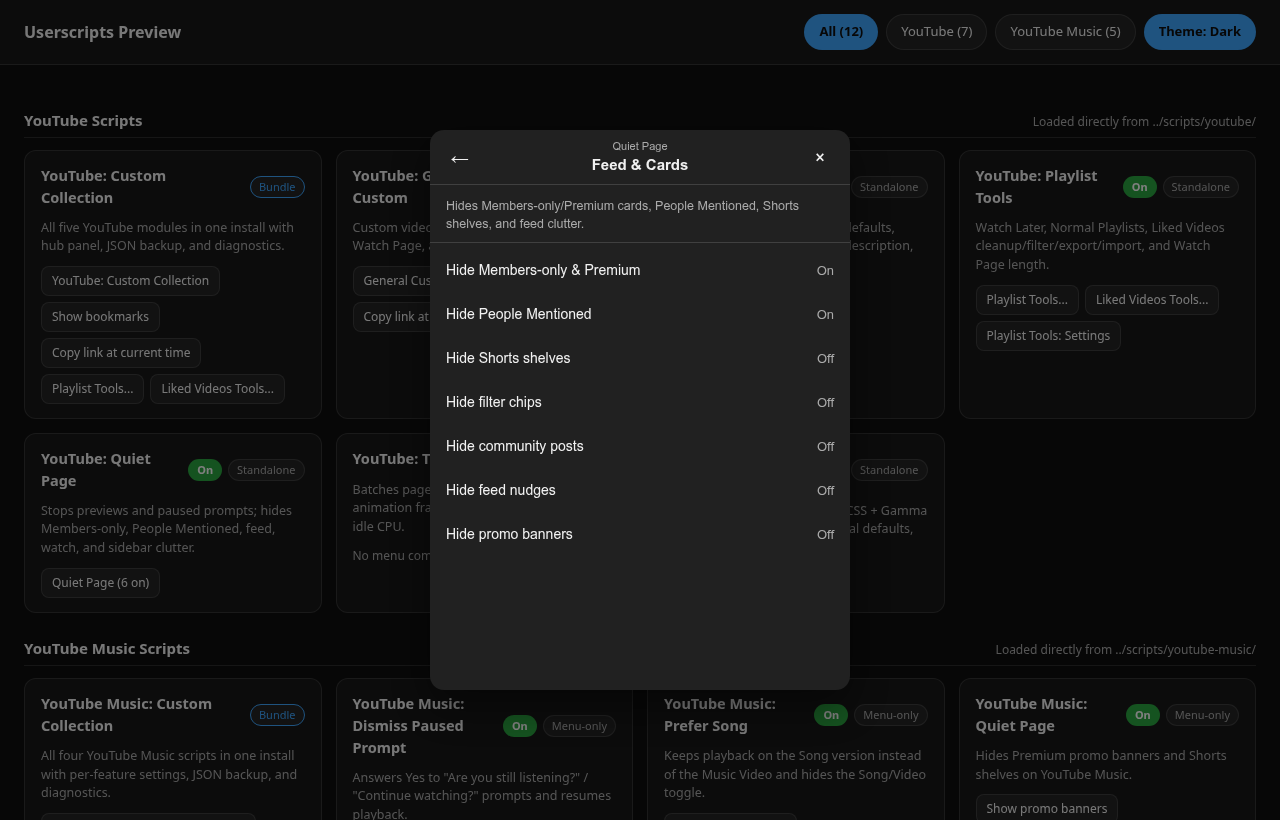 Userscripts Preview
All (12)
YouTube (7)
YouTube Music (5)
Theme: Dark
YouTube Scripts
Loaded directly from ../scripts/youtube/
YouTube: Custom
Collection
Bundle
All five YouTube modules in one install with
hub panel, JSON backup, and diagnostics.
YouTube: Custom Collection
Show bookmarks
Copy link at current time
Playlist Tools...
Liked Videos Tools...
YouTube: G
Custom
Custom video
Watch Page, a
General Cus
Copy link at
Standalone
efaults,
escription,
YouTube: Playlist
Tools
On
Standalone
Watch Later, Normal Playlists, Liked Videos
cleanup/filter/export/import, and Watch
Page length.
Playlist Tools...
Liked Videos Tools...
Playlist Tools: Settings
Quiet Page
←
Feed & Cards
×
Hides Members-only/Premium cards, People Mentioned, Shorts
shelves, and feed clutter.
Hide Members-only & Premium
On
Hide People Mentioned
On
Hide Shorts shelves
Off
Hide filter chips
Off
Hide community posts
Off
Hide feed nudges
Off
Hide promo banners
Off
YouTube: Quiet
Page
On
Standalone
Stops previews and paused prompts; hides
Members-only, People Mentioned, feed,
watch, and sidebar clutter.
Quiet Page (6 on)
YouTube: T
Batches page
animation fra
idle CPU.
No menu com
Standalone
CSS + Gamma
al defaults,
YouTube Music Scripts
Loaded directly from ../scripts/youtube-music/
YouTube Music: Custom
Collection
Bundle
All four YouTube Music scripts in one install
with per-feature settings, JSON backup, and
diagnostics.
YouTube Music:
Dismiss Paused
Prompt
On
Menu-only
Answers Yes to "Are you still listening?" /
"Continue watching?" prompts and resumes
playback.
YouTube Music:
Prefer Song
On
Menu-only
Keeps playback on the Song version instead
of the Music Video and hides the Song/Video
toggle.
YouTube Music:
Quiet Page
On
Menu-only
Hides Premium promo banners and Shorts
shelves on YouTube Music.
Show promo banners